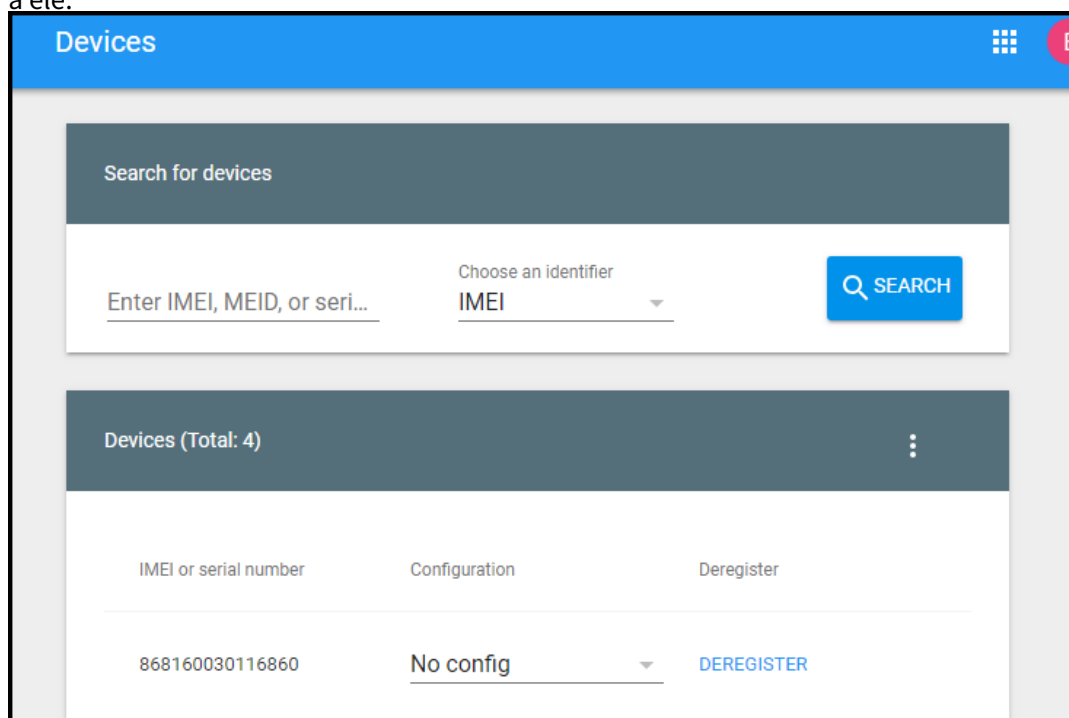 a ele.
Devices
Search for devices
Choose an identifier
Enter IMEI, MEID, or seri...
IMEI
SEARCH
Devices (Total: 4)
IMEI or serial number
Configuration
Deregister
868160030116860
No config
DEREGISTER